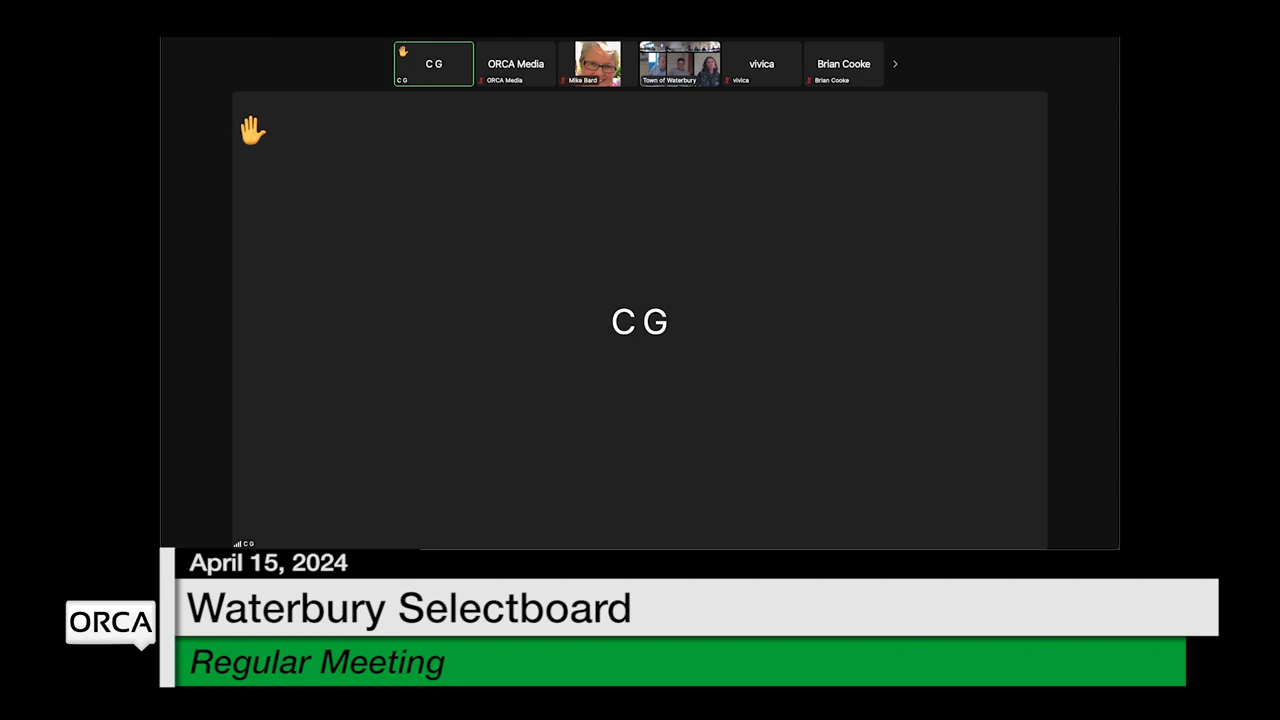 C G
ORCA Media
vivica
Brian Cooke
C G
ORCA Media
Mike Bard
Town of Waterbury
vivica
Brian Cooke
C G
C G
April 15, 2024
Waterbury Selectboard
ORCA
Regular Meeting